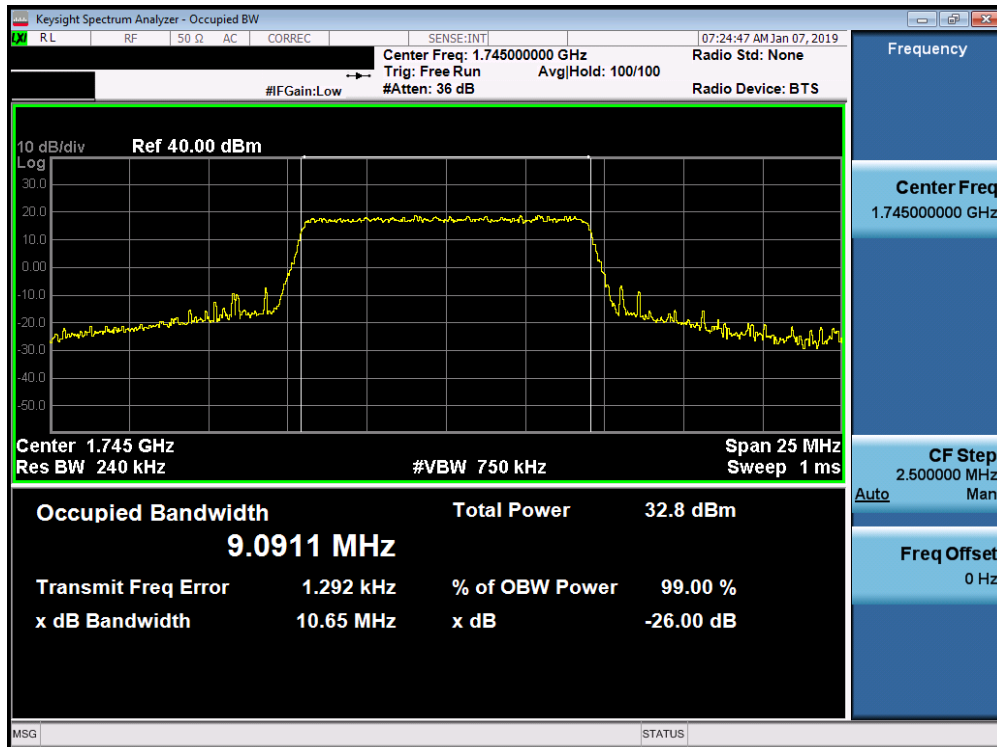 Keysight Spectrum Analyzer - Occupied BW
LXI RL RF 50 Ω AC CORREC SENSE:INT 07:24:47 AM Jan 07, 2019
Center Freq: 1.745000000 GHz Radio Std: None
Trig: Free Run Avg|Hold: 100/100
#IFGain:Low #Atten: 36 dB Radio Device: BTS
Frequency
10 dB/div Ref 40.00 dBm
Log
30.0
20.0
10.0
0.00
-10.0
-20.0
-30.0
-40.0
-50.0
Center 1.745 GHz Span 25 MHz
Res BW 240 kHz #VBW 750 kHz Sweep 1 ms
Center Freq
1.745000000 GHz
CF Step
2.500000 MHz
Auto Man
Freq Offset
0 Hz
Occupied Bandwidth Total Power 32.8 dBm
9.0911 MHz
Transmit Freq Error 1.292 kHz % of OBW Power 99.00 %
x dB Bandwidth 10.65 MHz x dB -26.00 dB
MSG STATUS